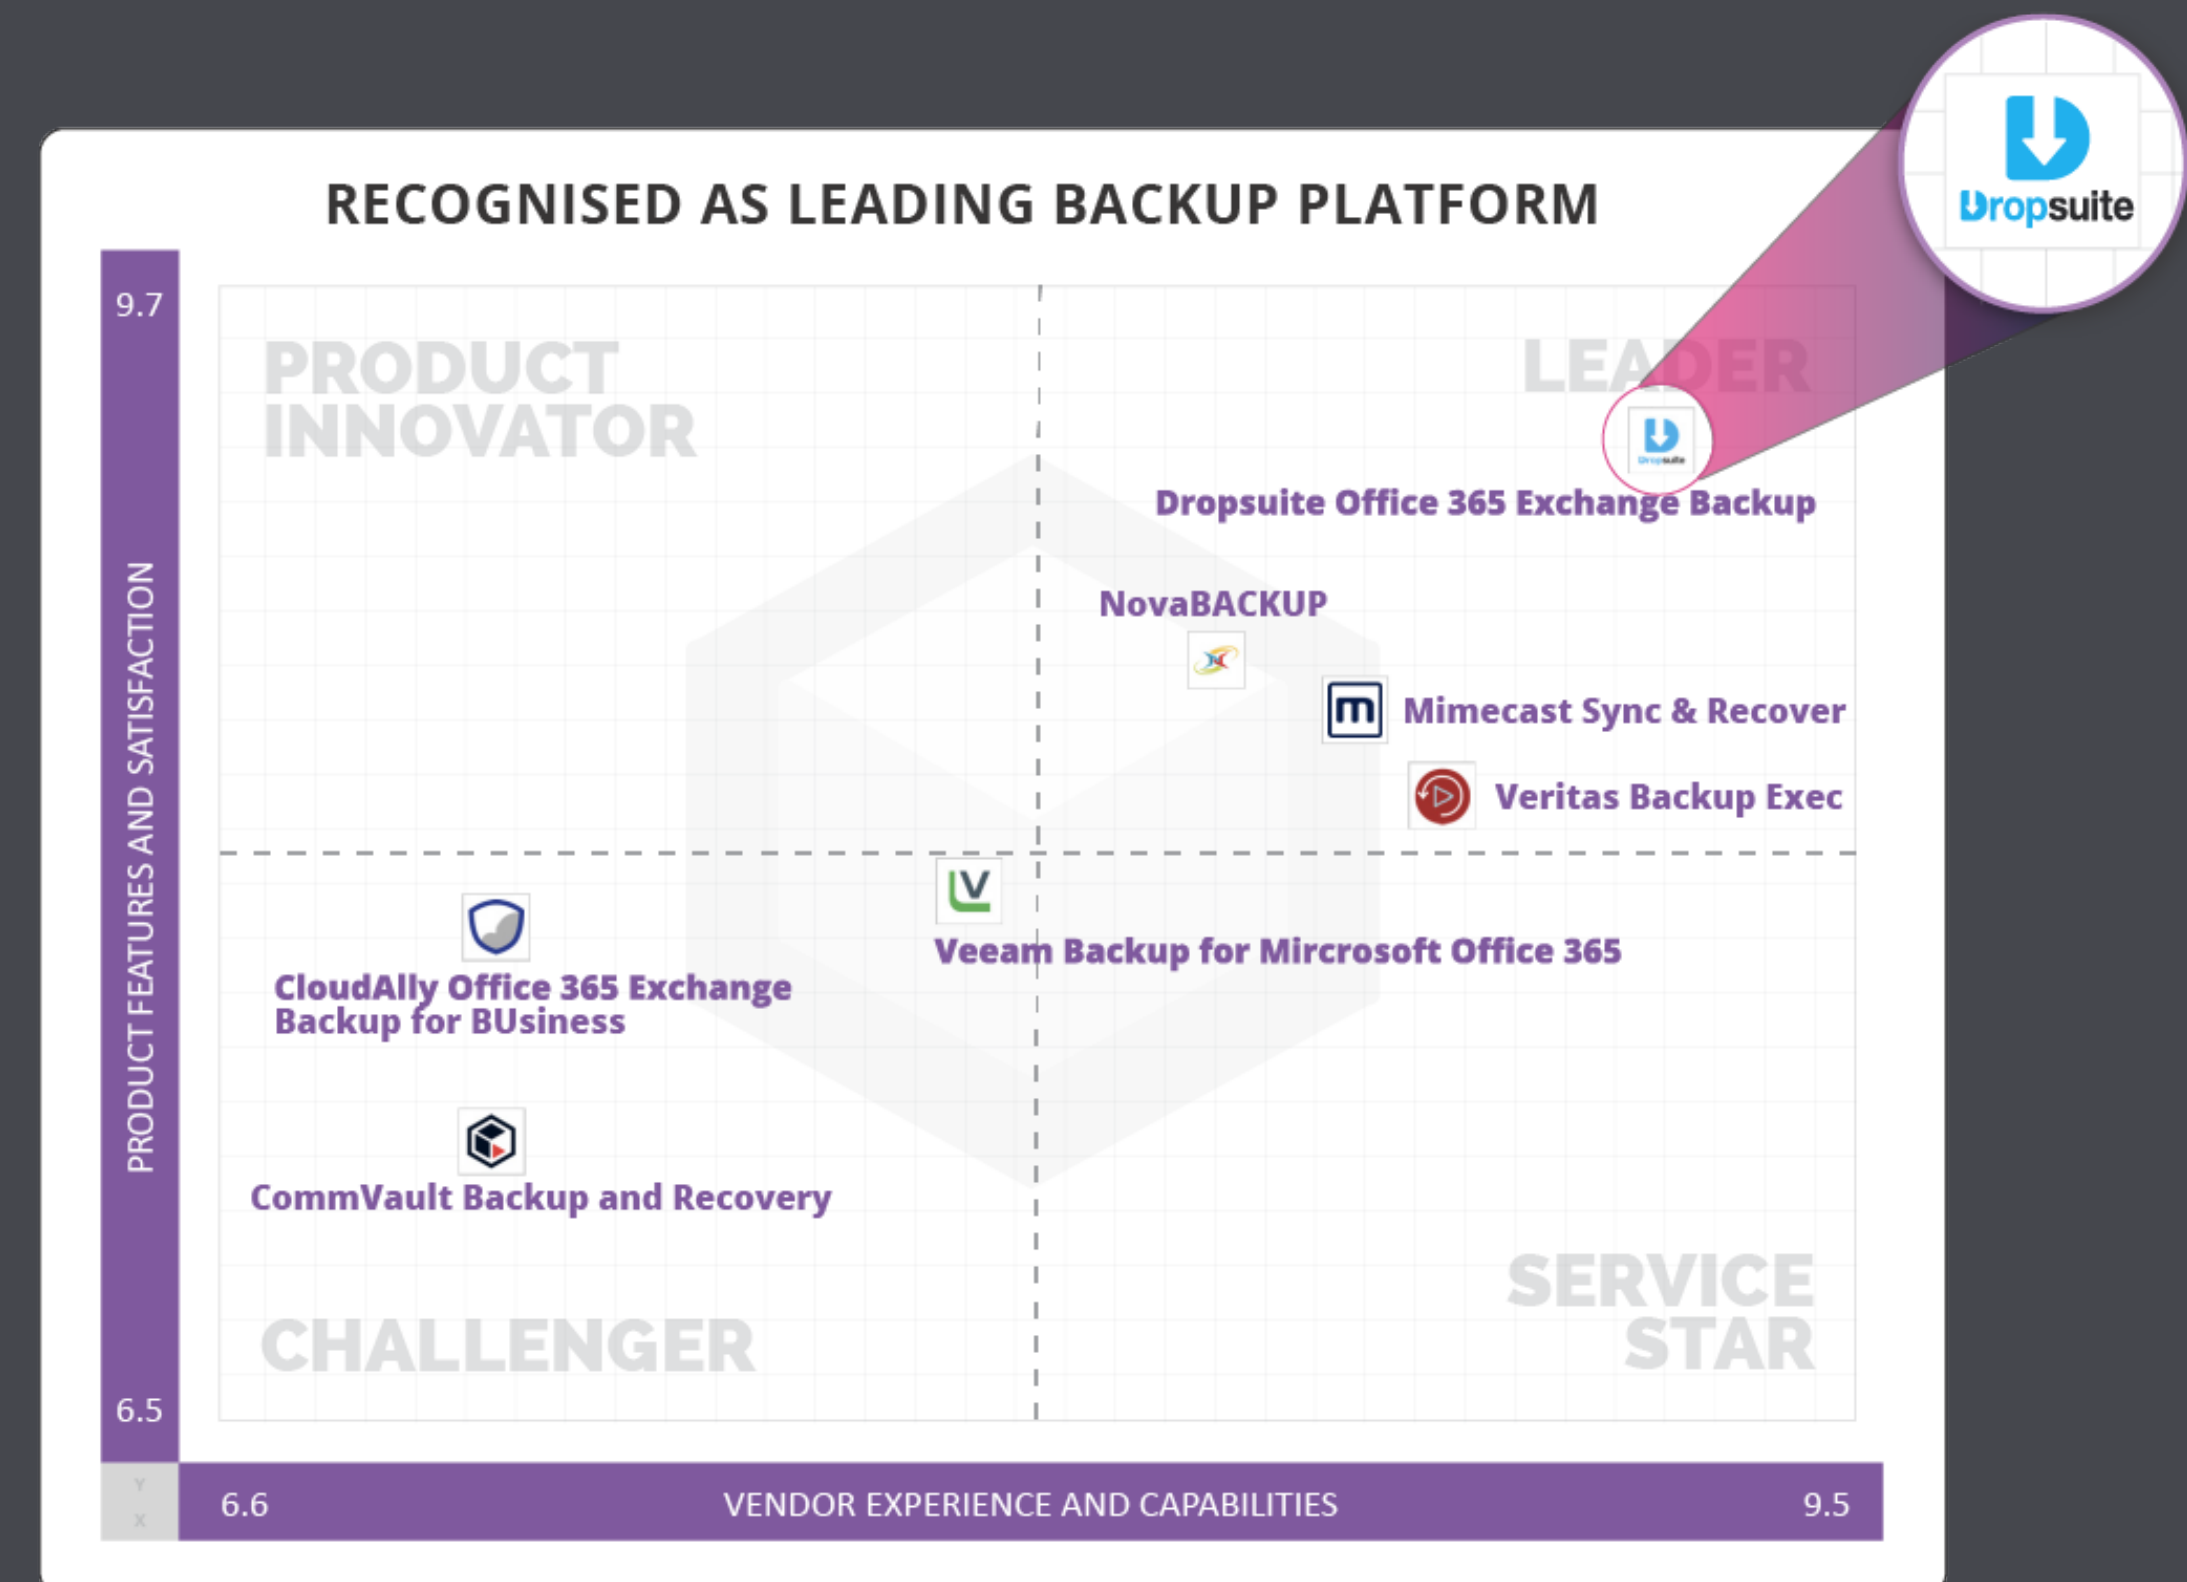 Dropsuite
RECOGNISED AS LEADING BACKUP PLATFORM
9.7
PRODUCT
INNOVATOR
LEADER
Dropsuite
Dropsuite Office 365 Exchange Backup
NovaBACKUP
m
Mimecast Sync & Recover
Veritas Backup Exec
PRODUCT FEATURES AND SATISFACTION
V
Veeam Backup for Mircrosoft Office 365
CloudAlly Office 365 Exchange
Backup for BUsiness
CommVault Backup and Recovery
SERVICE
STAR
CHALLENGER
6.5
Y
X
6.6
VENDOR EXPERIENCE AND CAPABILITIES
9.5